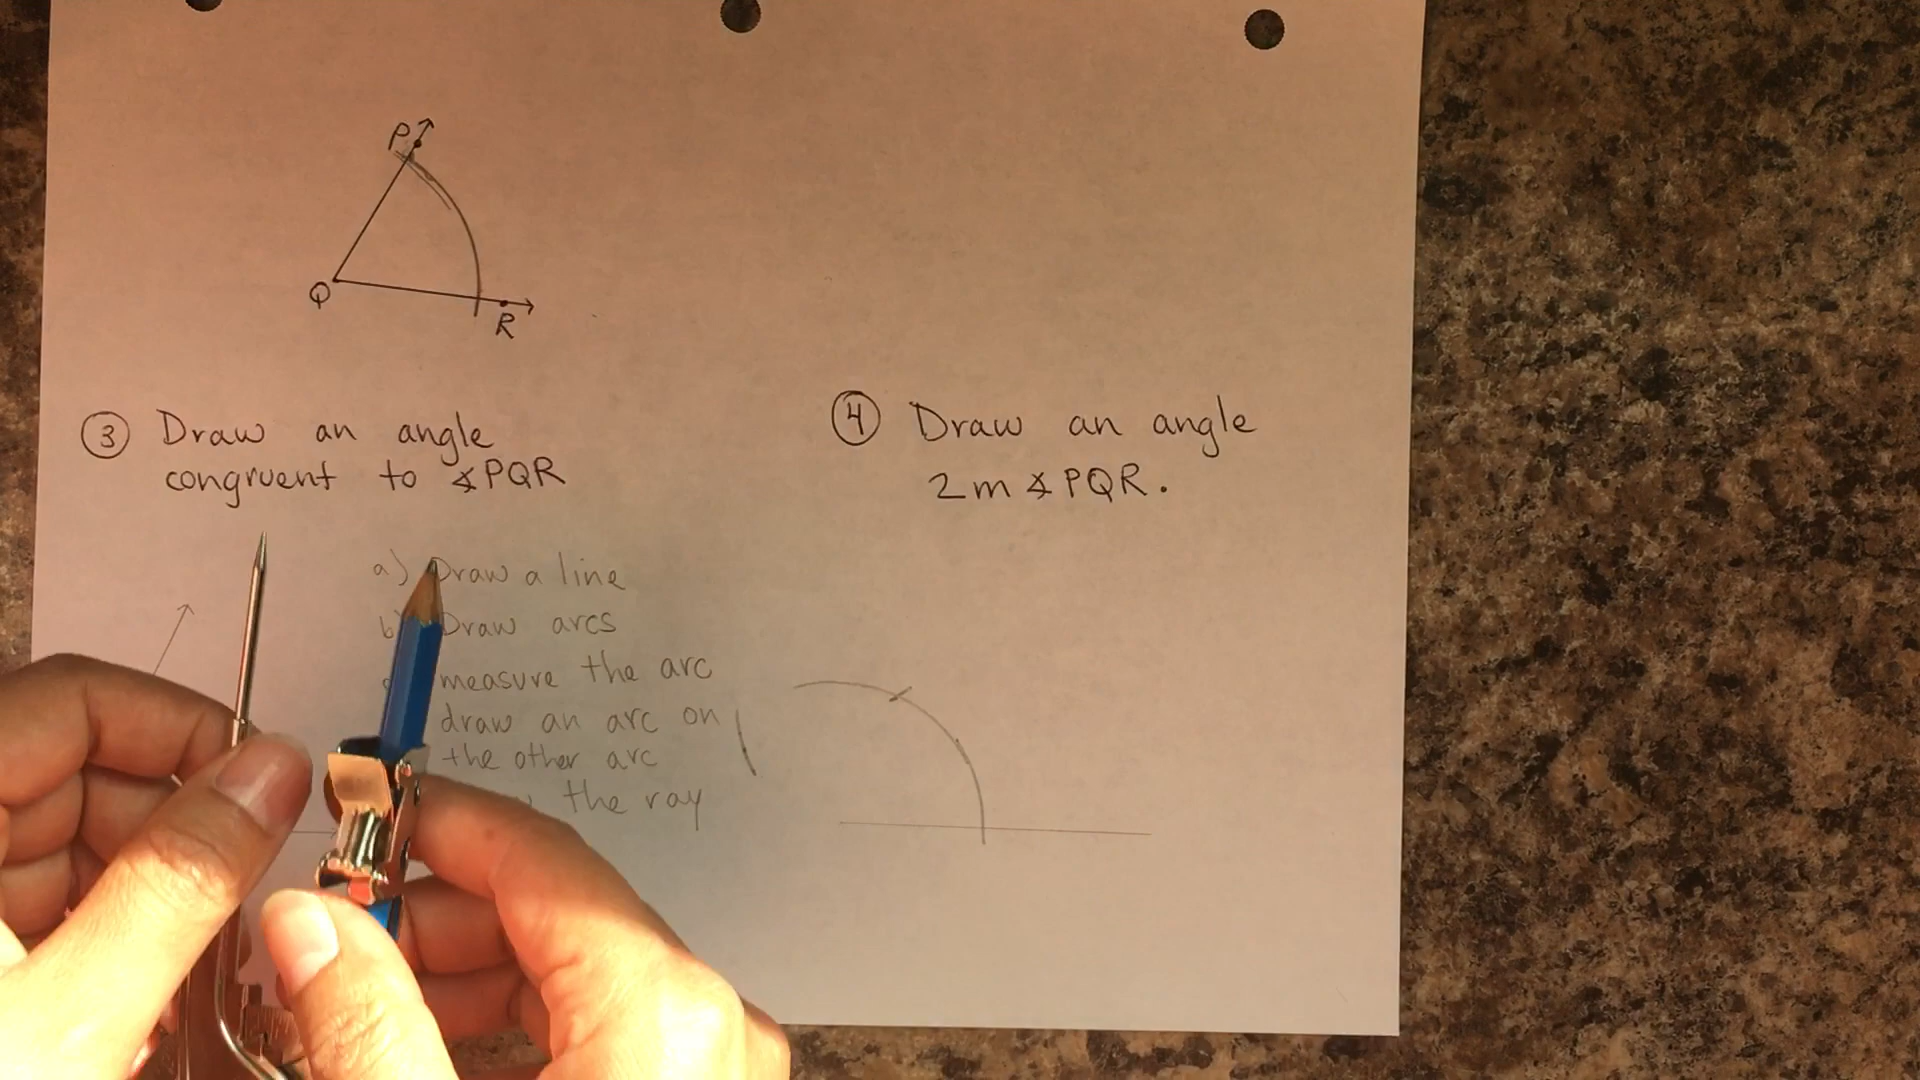 P
Q
R
3 Draw an angle
congruent to ∡PQR
a) Draw a line
b) Draw arcs
measure the arc
draw an arc on
the other arc
the ray
4 Draw an angle
2m∡PQR.